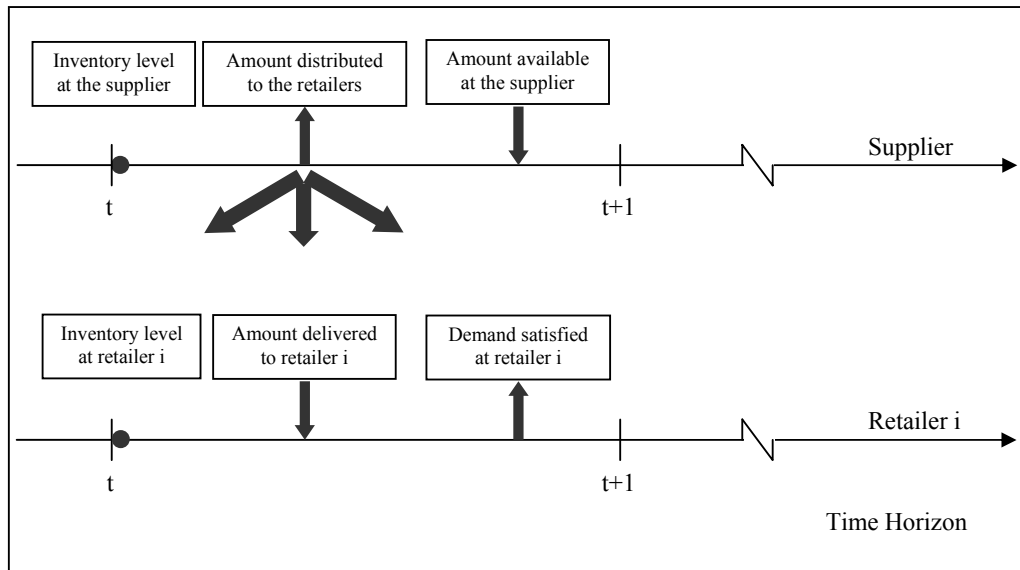 Inventory level
at the supplier
Amount distributed
to the retailers
Amount available
at the supplier
Supplier
t
t+1
Inventory level
at retailer i
Amount delivered
to retailer i
Demand satisfied
at retailer i
Retailer i
t
t+1
Time Horizon